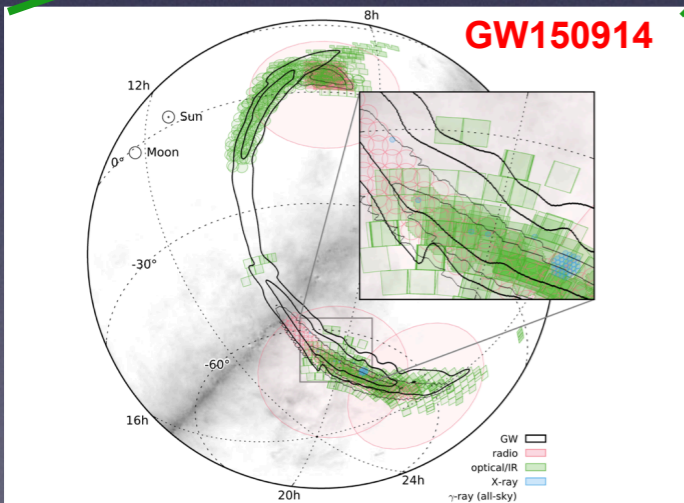 8h
GW150914
12h
Sun
Moon
0°
-30°
-60°
16h
20h
24h
GW
radio
optical/IR
X-ray
γ-ray (all-sky)